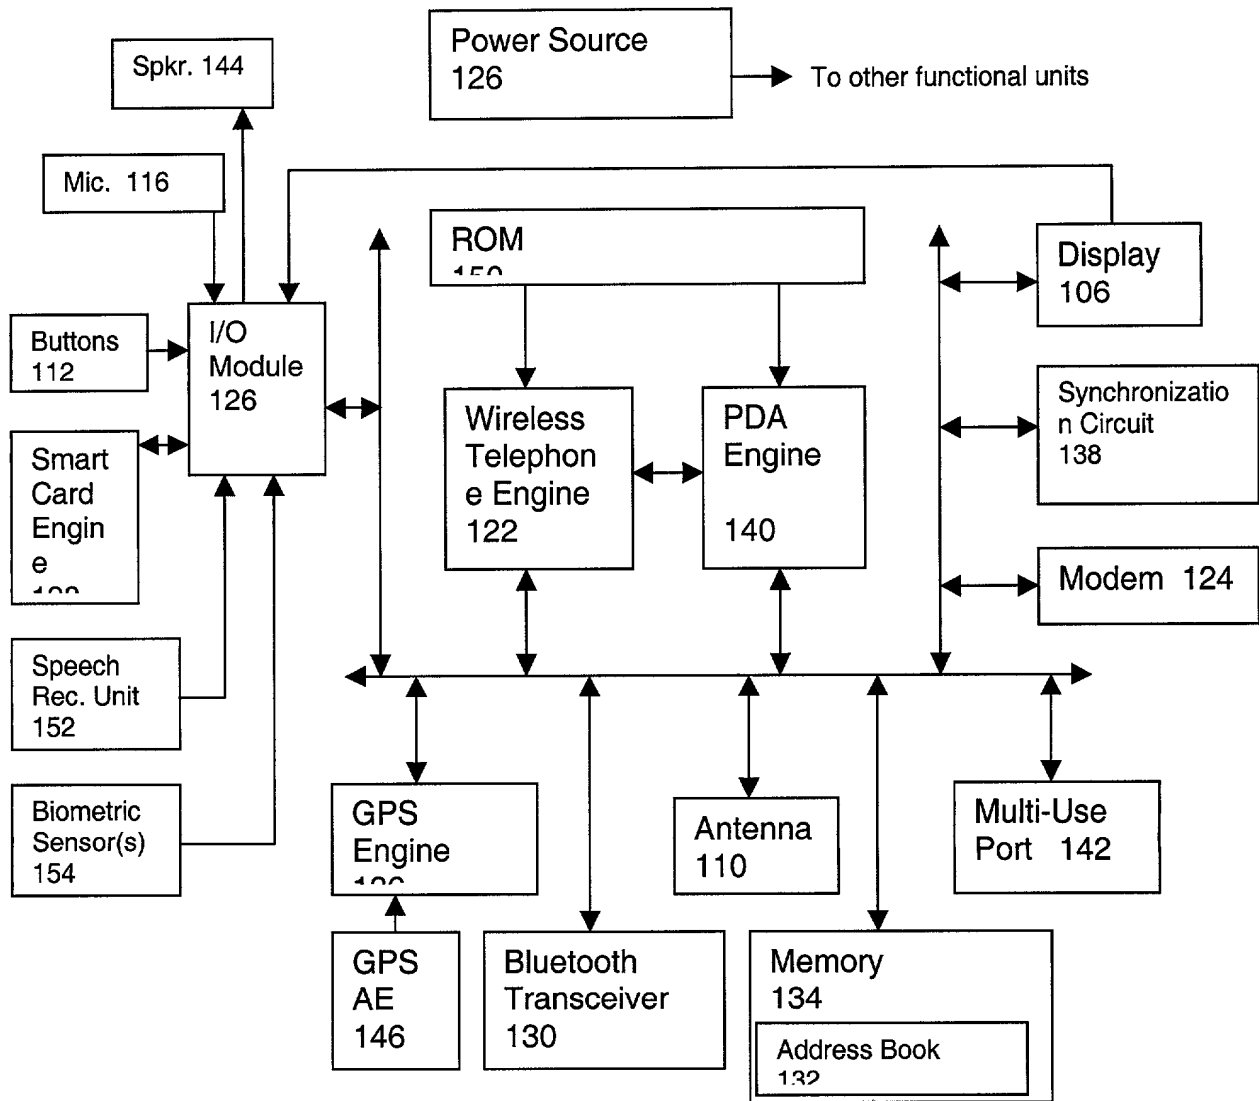 Power Source
126
To other functional units
Spkr. 144
Mic. 116
ROM
Display
106
I/O
Module
126
Buttons
112
Wireless
Telephon
e Engine
122
PDA
Engine
140
Synchronizatio
n Circuit
138
Smart
Card
Engin
e
Modem 124
Speech
Rec. Unit
152
Biometric
Sensor(s)
154
GPS
Engine
Antenna
110
Multi-Use
Port 142
GPS
AE
146
Bluetooth
Transceiver
130
Memory
134
Address Book
132